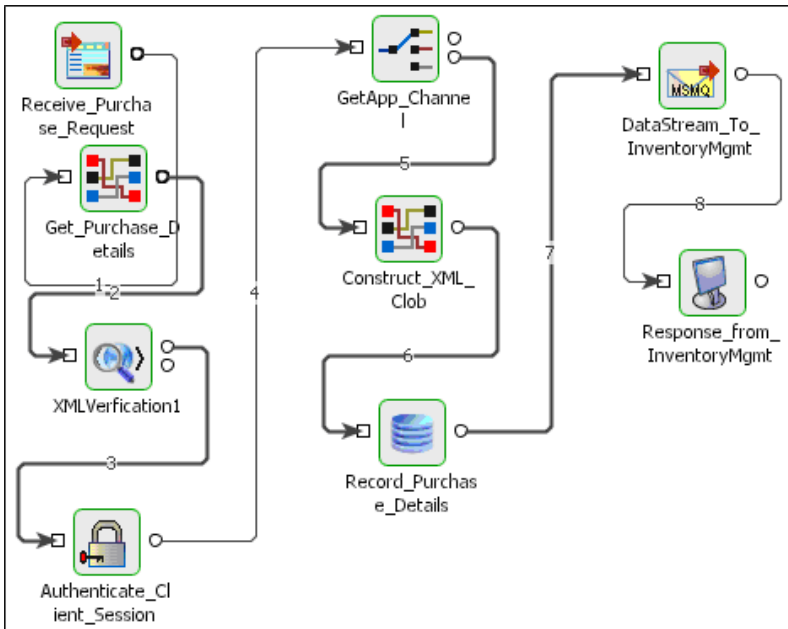 Receive_Purcha
se_Request
Get_Purchase_D
etails
1
2
XMLVerfication1
3
Authenticate_Cl
ient_Session
4
GetApp_Channe
l
5
Construct_XML_
Clob
6
Record_Purchas
e_Details
7
MSMQ
DataStream_To_
InventoryMgmt
8
Response_from_
InventoryMgmt